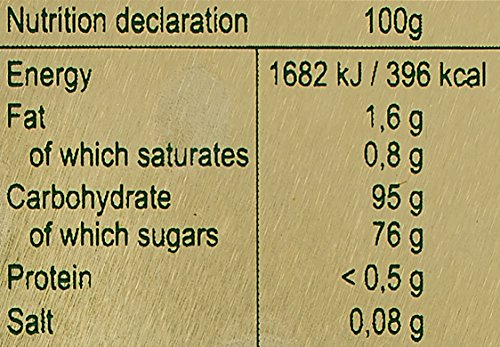 Nutrition declaration 100g
Energy 1682 kJ / 396 kcal
Fat 1,6 g
of which saturates 0,8 g
Carbohydrate 95 g
of which sugars 76 g
Protein < 0,5 g
Salt 0,08 g